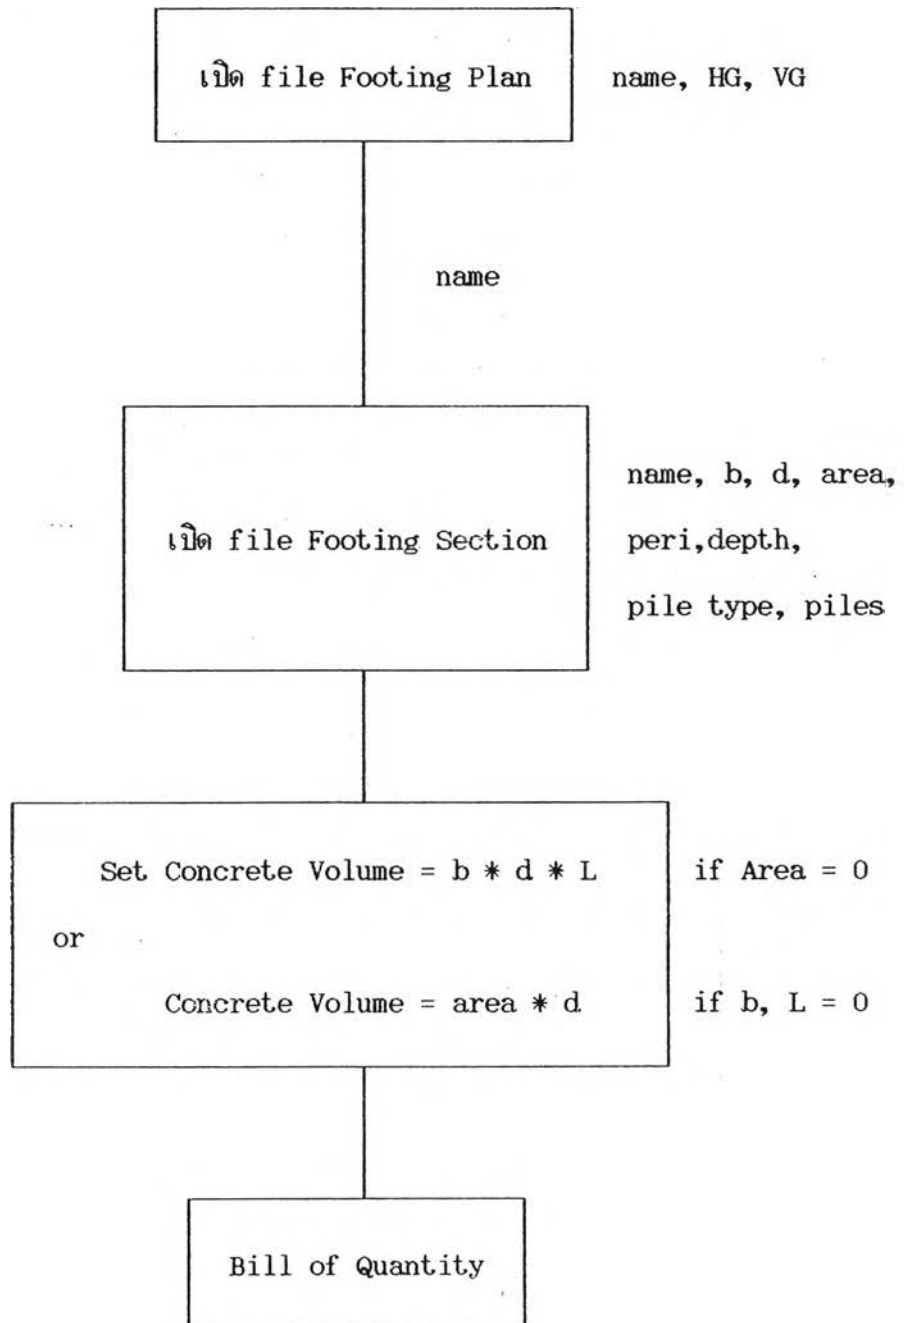 เปิด file Footing Plan
name, HG, VG
name
เปิด file Footing Section
name, b, d, area,
peri,depth,
pile type, piles
Set Concrete Volume = b * d * L
if Area = 0
or
Concrete Volume = area * d
if b, L = 0
Bill of Quantity